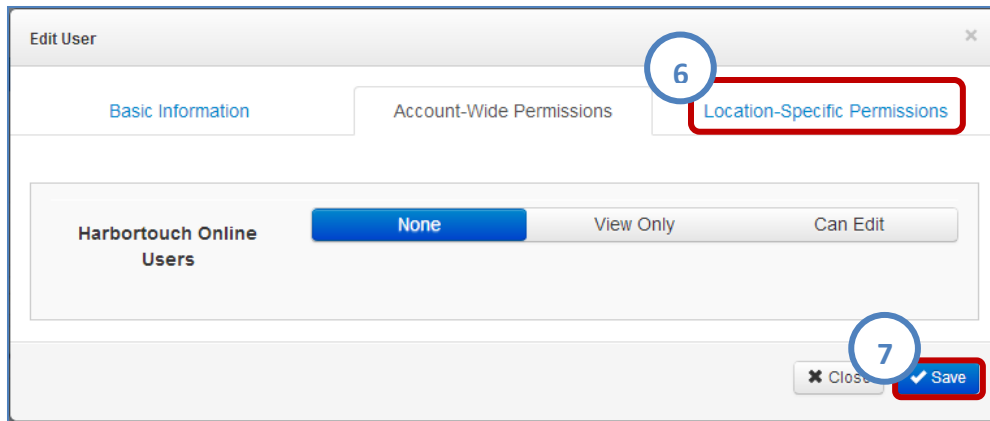 Edit User ×
6
Basic Information Account-Wide Permissions Location-Specific Permissions
Harbortouch Online Users None View Only Can Edit
7
✖ Close ✔ Save